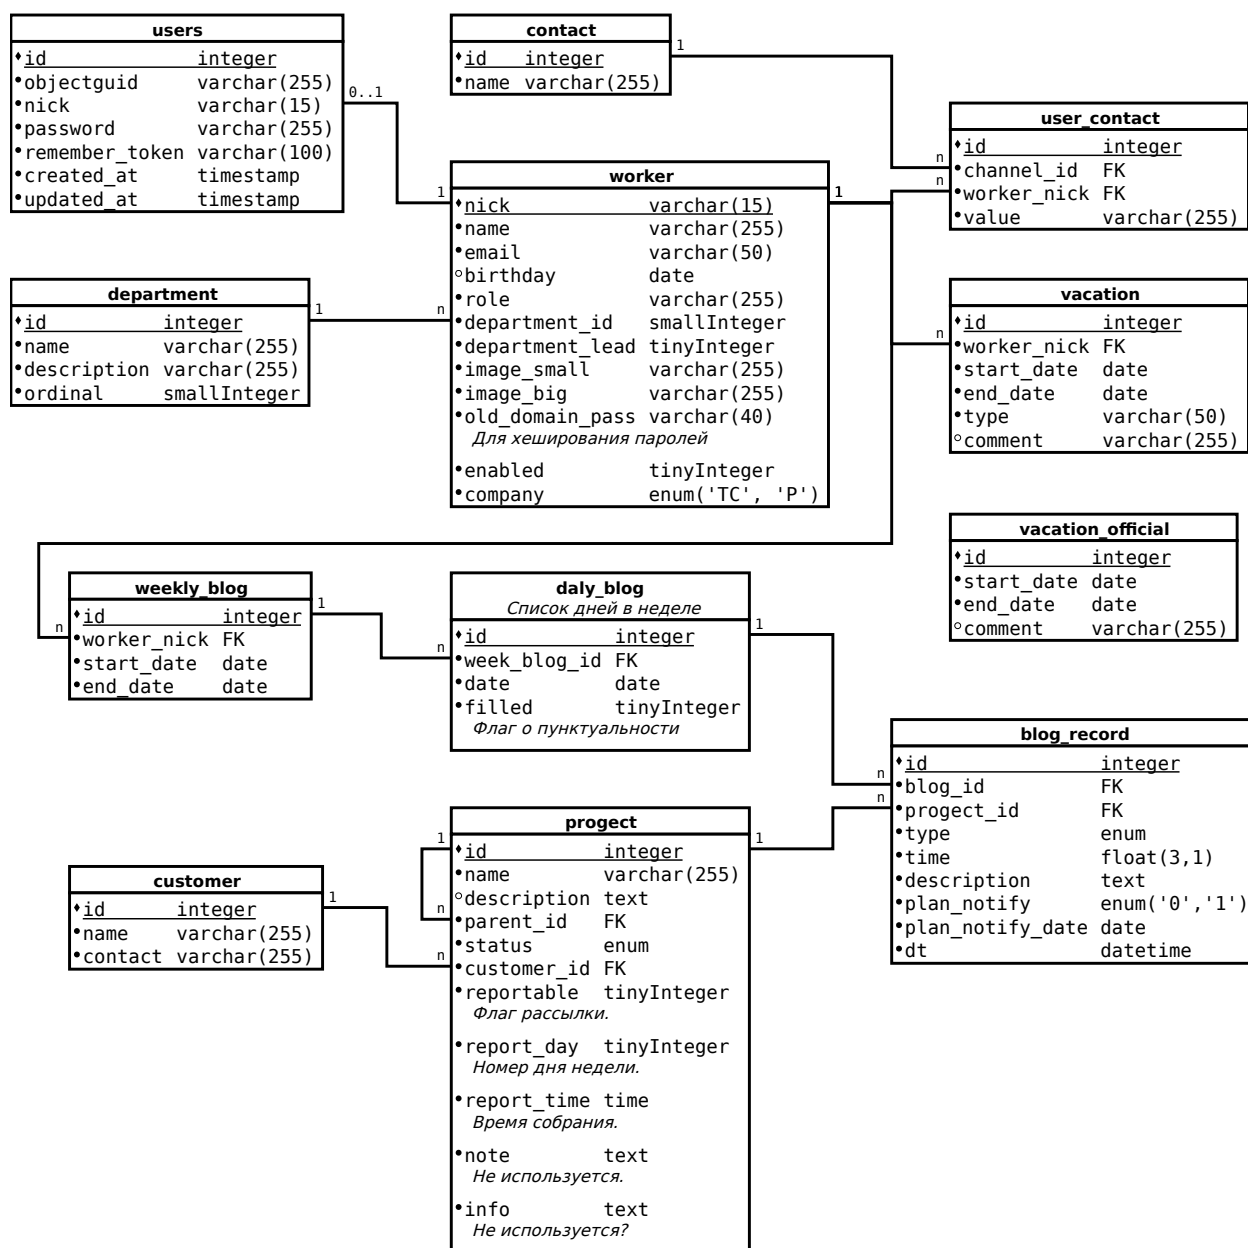 users
id integer
objectguid varchar(255)
nick varchar(15)
password varchar(255)
remember_token varchar(100)
created_at timestamp
updated_at timestamp
contact
id integer
name varchar(255)
1
0..1
user_contact
id integer
n channel_id FK
n worker_nick FK
value varchar(255)
worker
1 nick varchar(15) 1
name varchar(255)
email varchar(50)
birthday date
role varchar(255)
n department_id smallInteger
department_lead tinyInteger
image_small varchar(255)
image_big varchar(255)
old_domain_pass varchar(40)
Для хеширования паролей
enabled tinyInteger
company enum('TC', 'P')
department
1
id integer
name varchar(255)
description varchar(255)
ordinal smallInteger
vacation
id integer
n worker_nick FK
start_date date
end_date date
type varchar(50)
comment varchar(255)
vacation_official
id integer
start_date date
end_date date
comment varchar(255)
weekly_blog
id integer 1
n worker_nick FK
start_date date
end_date date
daly_blog
Список дней в неделе
1
id integer
n week_blog_id FK
date date
filled tinyInteger
Флаг о пунктуальности
blog_record
id integer
n blog_id FK
n progect_id FK
type enum
time float(3,1)
description text
plan_notify enum('0','1')
plan_notify_date date
dt datetime
progect
1 id integer 1
name varchar(255)
description text
n parent_id FK
status enum
n customer_id FK
reportable tinyInteger
Флаг рассылки.
report_day tinyInteger
Номер дня недели.
report_time time
Время собрания.
note text
Не используется.
info text
Не используется?
customer
1
id integer
name varchar(255)
contact varchar(255)